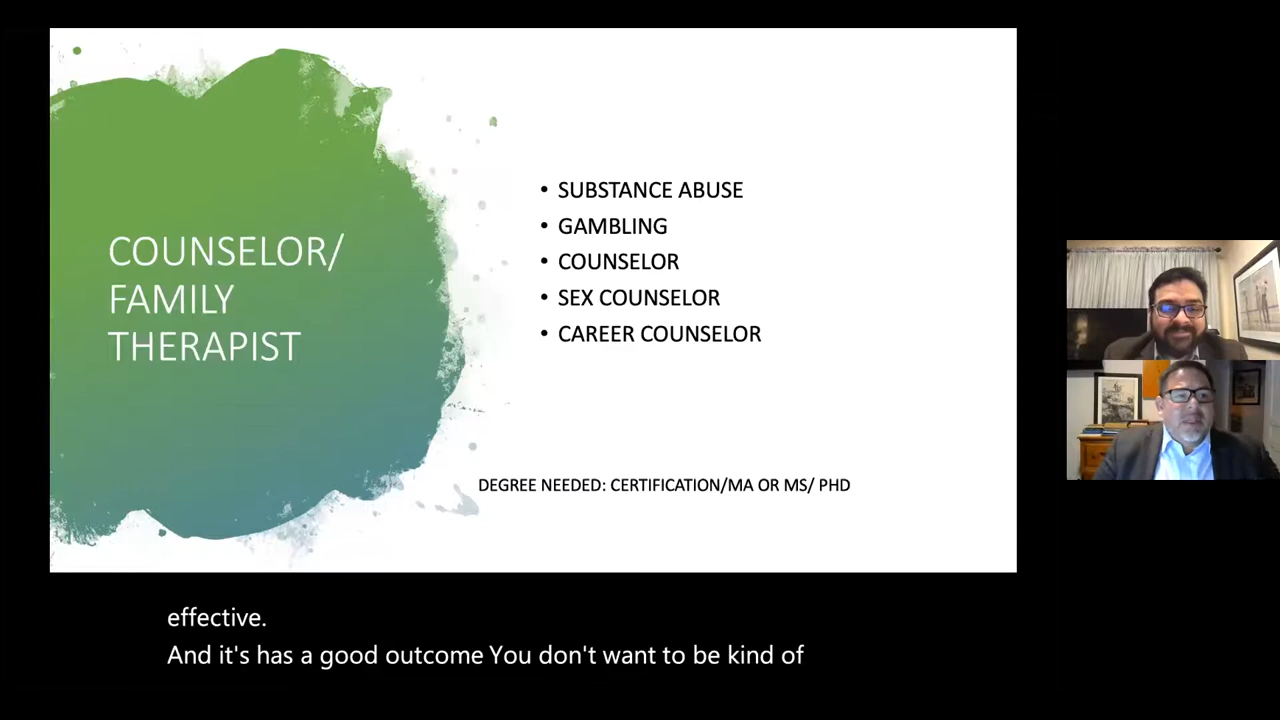 COUNSELOR/
FAMILY
THERAPIST
• SUBSTANCE ABUSE
• GAMBLING
• COUNSELOR
• SEX COUNSELOR
• CAREER COUNSELOR
DEGREE NEEDED: CERTIFICATION/MA OR MS/ PHD
effective.
And it's has a good outcome You don't want to be kind of